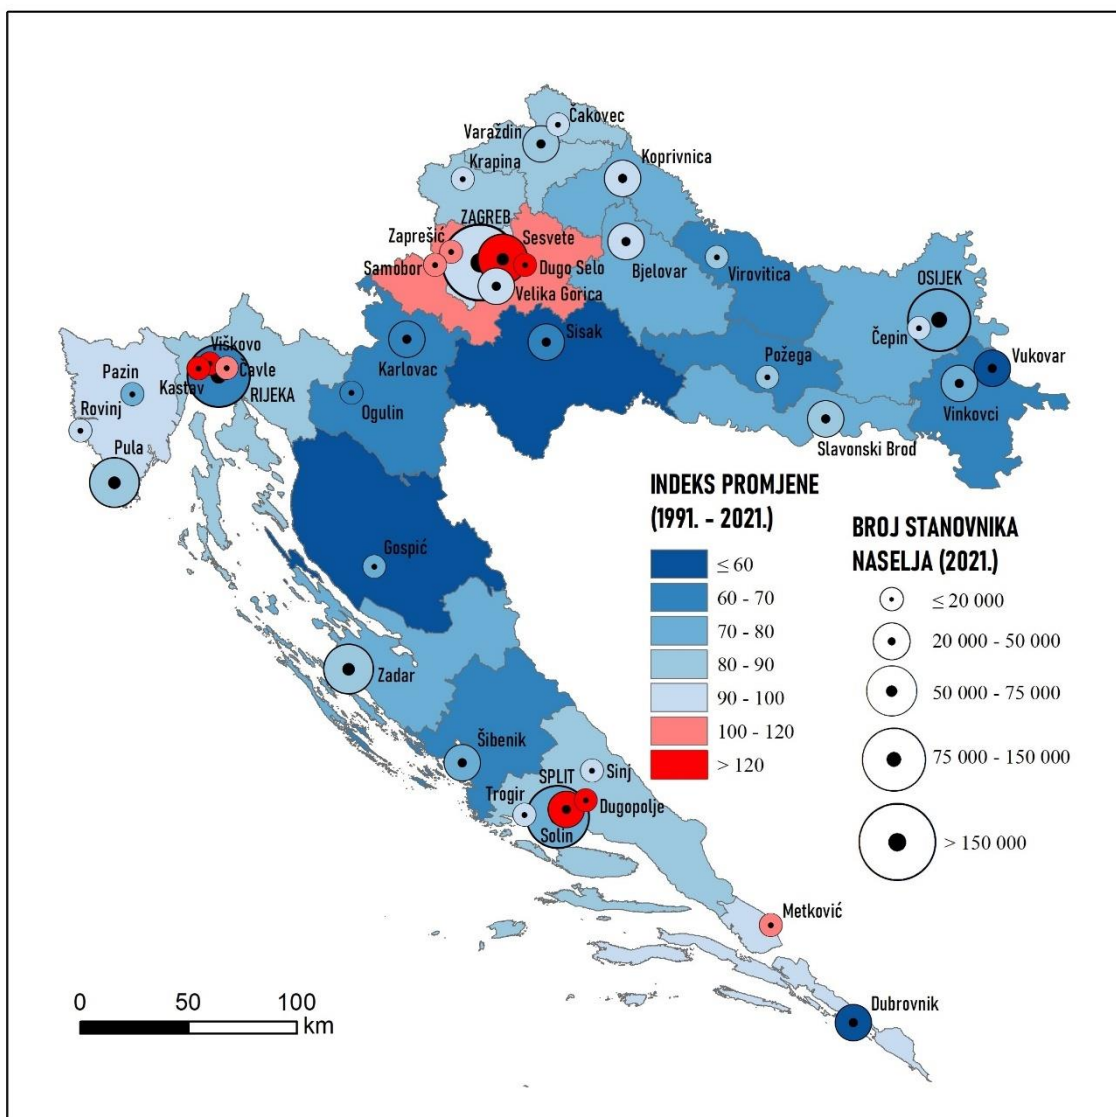 Čakovec
Varaždin
Koprivnica
Krapina
ZAGREB
Zaprešić
Sesvete
Samobor
Dugo Selo
Bjelovar
Virovitica
Velika Gorica
OSIJEK
Čepin
Sisak
Viškovo
Karlovac
Požega
Vukovar
Pazin
Čavle
Kastav
RIJEKA
Ogulin
Vinkovci
Rovinj
Pula
Slavonski Brod
INDEKS PROMJENE
(1991. - 2021.)
≤ 60
60 - 70
70 - 80
80 - 90
90 - 100
100 - 120
> 120
BROJ STANOVNIKA
NASELJA (2021.)
≤ 20 000
20 000 - 50 000
50 000 - 75 000
75 000 - 150 000
> 150 000
Gospić
Zadar
Šibenik
SPLIT
Sinj
Trogir
Dugopolje
Solin
Metković
Dubrovnik
0 50 100
km